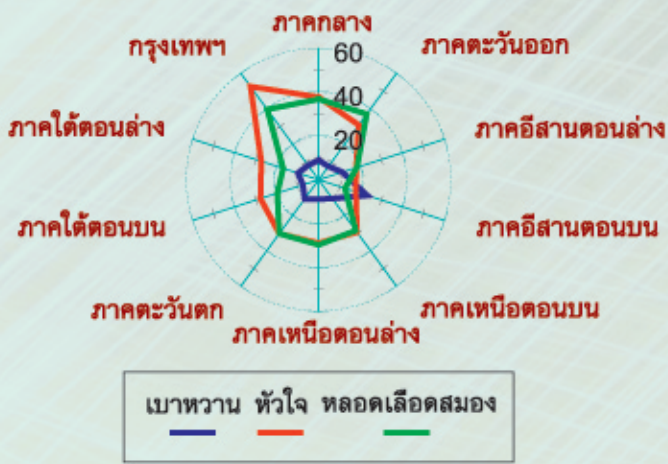 ภาคกลาง
กรุงเทพฯ
60
ภาคตะวันออก
40
ภาคใต้ตอนล่าง
20
ภาคอีสานตอนล่าง
ภาคใต้ตอนบน
ภาคอีสานตอนบน
ภาคตะวันตก
ภาคเหนือตอนบน
ภาคเหนือตอนล่าง
เบาหวาน หัวใจ หลอดเลือดสมอง